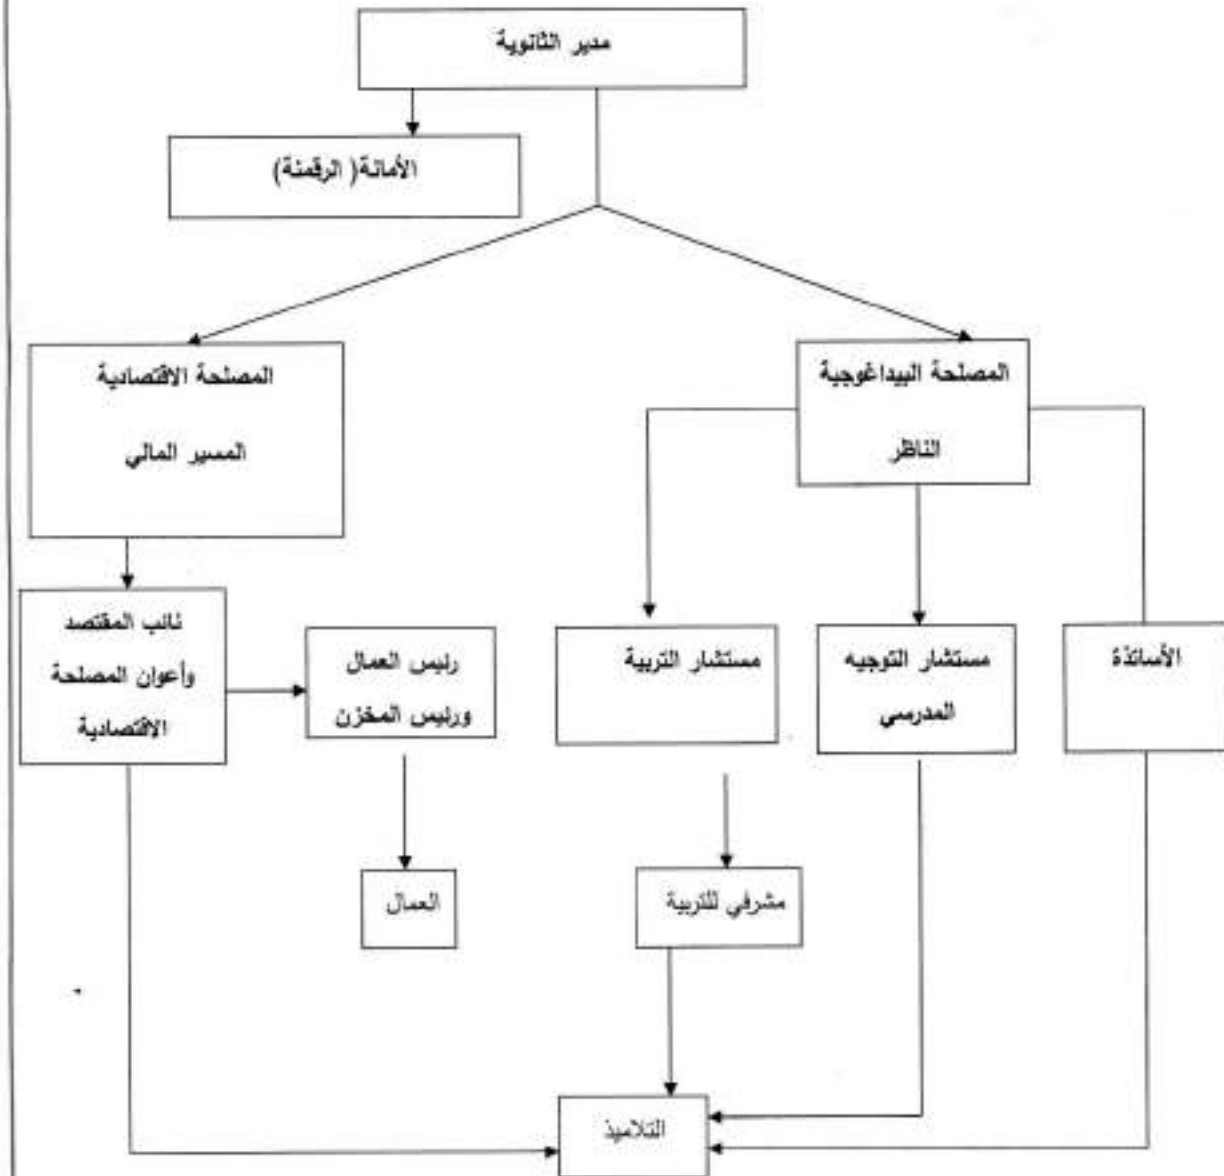 مدير الثانوية
الأمانة( الرقمنة)
المصلحة البيداغوجية
الناظر
المصلحة الاقتصادية
المسير المالي
الأساتذة
مستشار التوجيه
المدرسي
مستشار التربية
رئيس العمال
ورئيس المخزن
نائب المقتصد
وأعوان المصلحة
الاقتصادية
مشرفي للتربية
العمال
التلاميذ